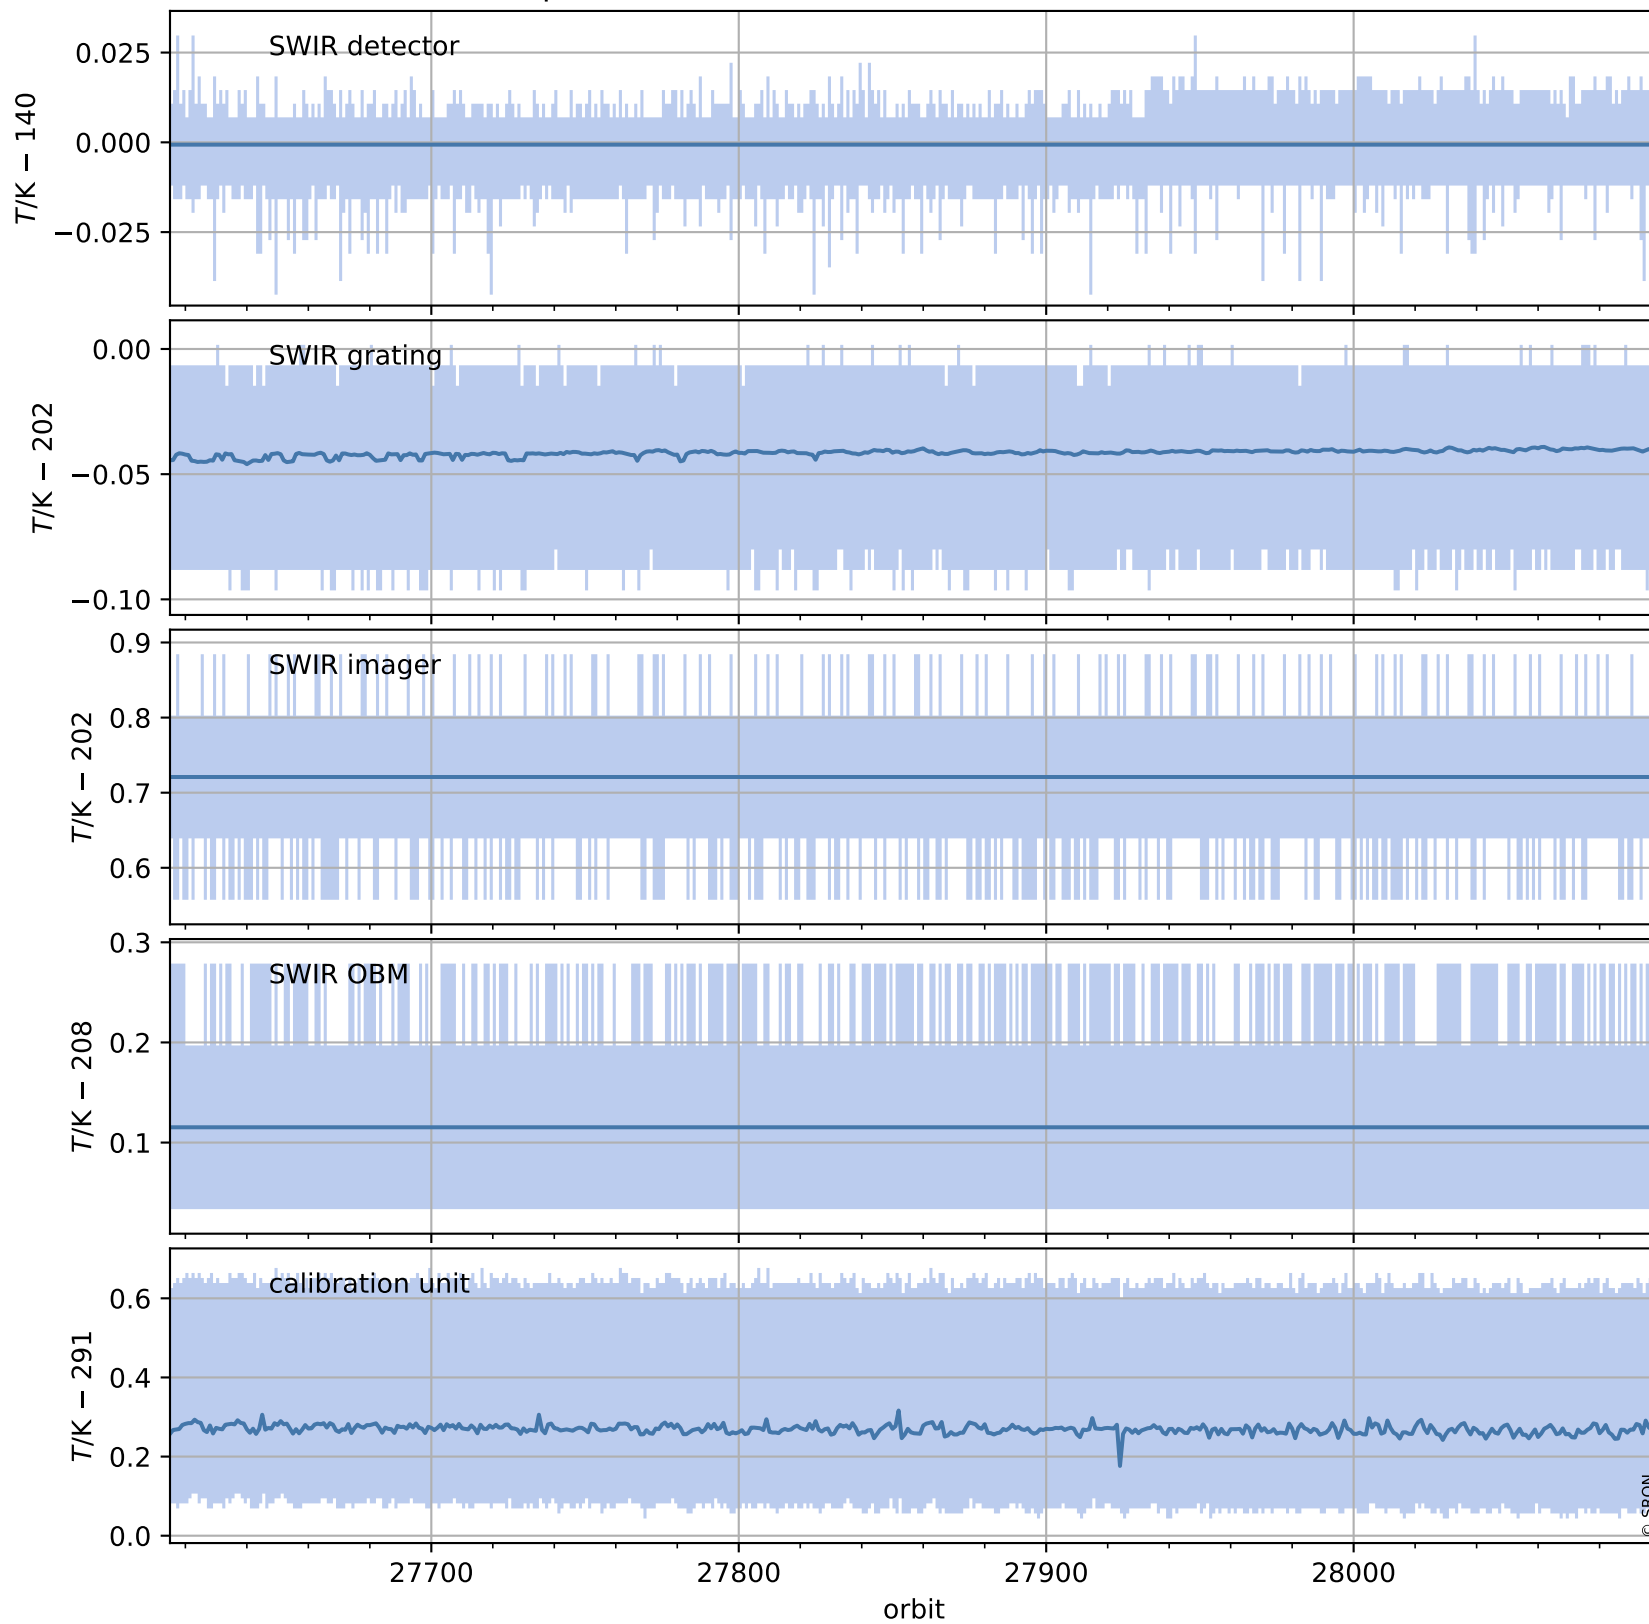 SWIR detector
0.025
0.000
−0.025
T/K − 140
SWIR grating
0.00
−0.05
−0.10
T/K − 202
SWIR imager
0.9
0.8
0.7
0.6
T/K − 202
SWIR OBM
0.3
0.2
0.1
T/K − 208
calibration unit
0.6
0.4
0.2
0.0
T/K − 291
© SRON
27700
27800
27900
28000
orbit